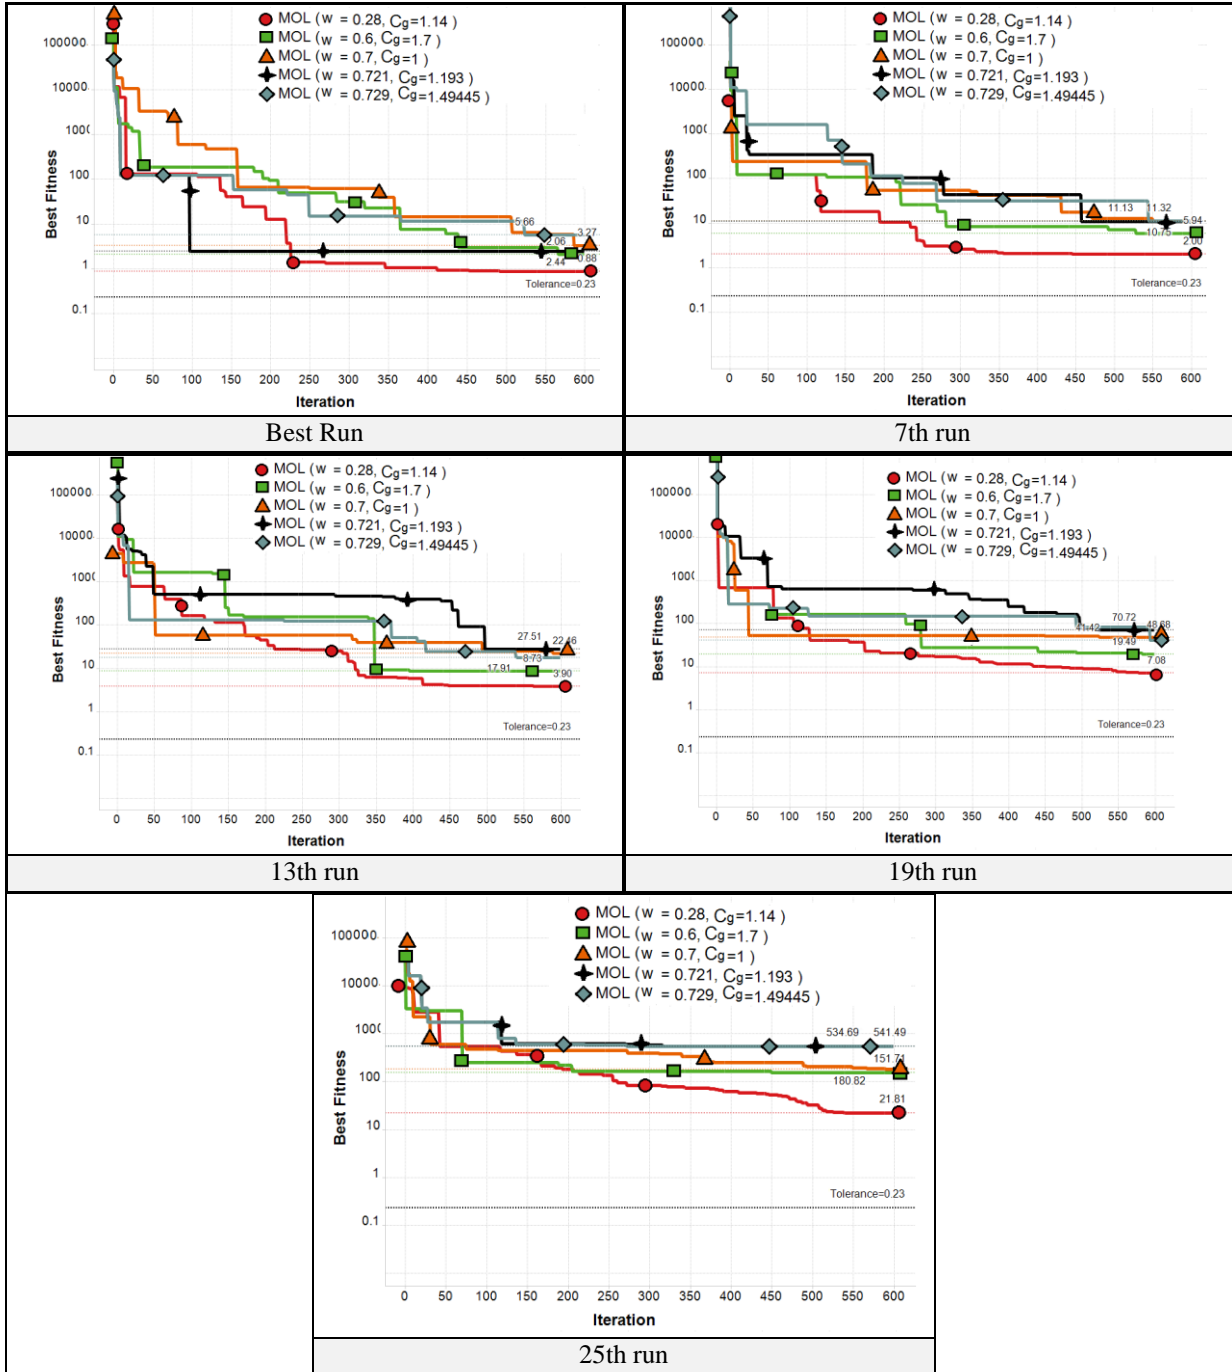 MOL (w = 0.28, Cg=1.14)
MOL (w = 0.6, Cg=1.7)
MOL (w = 0.7, Cg=1)
MOL (w = 0.721, Cg=1.193)
MOL (w = 0.729, Cg=1.49445)
100000.
10000
100(
100
10
1
0.1
Best Fitness
5.66
3.27
2.06
0.88
2.44
Tolerance=0.23
0 50 100 150 200 250 300 350 400 450 500 550 600
Iteration
Best Run
MOL (w = 0.28, Cg=1.14)
MOL (w = 0.6, Cg=1.7)
MOL (w = 0.7, Cg=1)
MOL (w = 0.721, Cg=1.193)
MOL (w = 0.729, Cg=1.49445)
100000.
10000
1000
100
10
1
0.1
Best Fitness
11.13
11.32
5.94
10.75
2.00
Tolerance=0.23
0 50 100 150 200 250 300 350 400 450 500 550 600
Iteration
7th run
MOL (w = 0.28, Cg=1.14)
MOL (w = 0.6, Cg=1.7)
MOL (w = 0.7, Cg=1)
MOL (w = 0.721, Cg=1.193)
MOL (w = 0.729, Cg=1.49445)
100000.
10000
100(
100
10
1
0.1
Best Fitness
27.51
22.46
8.73
17.91
3.90
Tolerance=0.23
0 50 100 150 200 250 300 350 400 450 500 550 600
Iteration
13th run
MOL (w = 0.28, Cg=1.14)
MOL (w = 0.6, Cg=1.7)
MOL (w = 0.7, Cg=1)
MOL (w = 0.721, Cg=1.193)
MOL (w = 0.729, Cg=1.49445)
100000.
10000
1000
100
10
1
0.1
Best Fitness
70.72
41.42
48.68
19.49
7.08
Tolerance=0.23
0 50 100 150 200 250 300 350 400 450 500 550 600
Iteration
19th run
MOL (w = 0.28, Cg=1.14)
MOL (w = 0.6, Cg=1.7)
MOL (w = 0.7, Cg=1)
MOL (w = 0.721, Cg=1.193)
MOL (w = 0.729, Cg=1.49445)
100000.
10000
1000
100
10
1
0.1
Best Fitness
534.69
541.49
151.71
180.82
21.81
Tolerance=0.23
0 50 100 150 200 250 300 350 400 450 500 550 600
Iteration
25th run